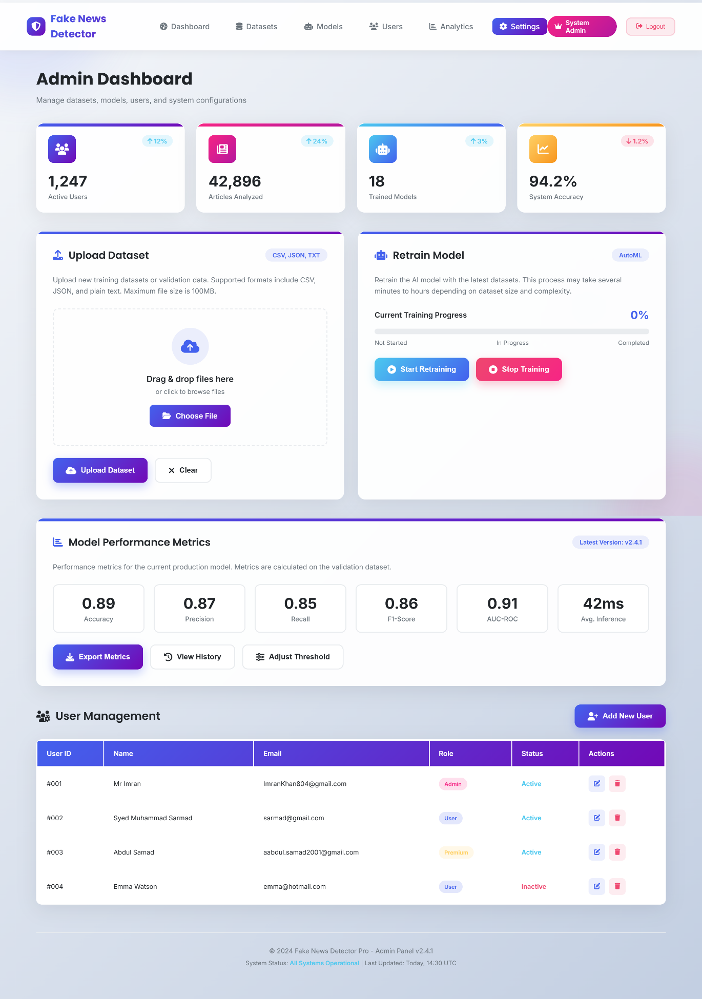 Fake News
Detector
Dashboard
Datasets
Models
Users
Analytics
Settings
System
Admin
Logout
Admin Dashboard
Manage datasets, models, users, and system configurations
12%
1,247
Active Users
24%
42,896
Articles Analyzed
3%
18
Trained Models
1.2%
94.2%
System Accuracy
Upload Dataset
CSV, JSON, TXT
Upload new training datasets or validation data. Supported formats include CSV,
JSON, and plain text. Maximum file size is 100MB.
Drag & drop files here
or click to browse files
Choose File
Upload Dataset
Clear
Retrain Model
AutoML
Retrain the AI model with the latest datasets. This process may take several
minutes to hours depending on dataset size and complexity.
Current Training Progress
0%
Not Started
In Progress
Completed
Start Retraining
Stop Training
Model Performance Metrics
Latest Version: v2.4.1
Performance metrics for the current production model. Metrics are calculated on the validation dataset.
0.89
Accuracy
0.87
Precision
0.85
Recall
0.86
F1-Score
0.91
AUC-ROC
42ms
Avg. Inference
Export Metrics
View History
Adjust Threshold
User Management
Add New User
User ID Name Email Role Status Actions
#001 Mr Imran ImranKhan804@gmail.com Admin Active
#002 Syed Muhammad Sarmad sarmad@gmail.com User Active
#003 Abdul Samad aabdul.samad2001@gmail.com Premium Active
#004 Emma Watson emma@hotmail.com User Inactive
© 2024 Fake News Detector Pro - Admin Panel v2.4.1
System Status: All Systems Operational | Last Updated: Today, 14:30 UTC